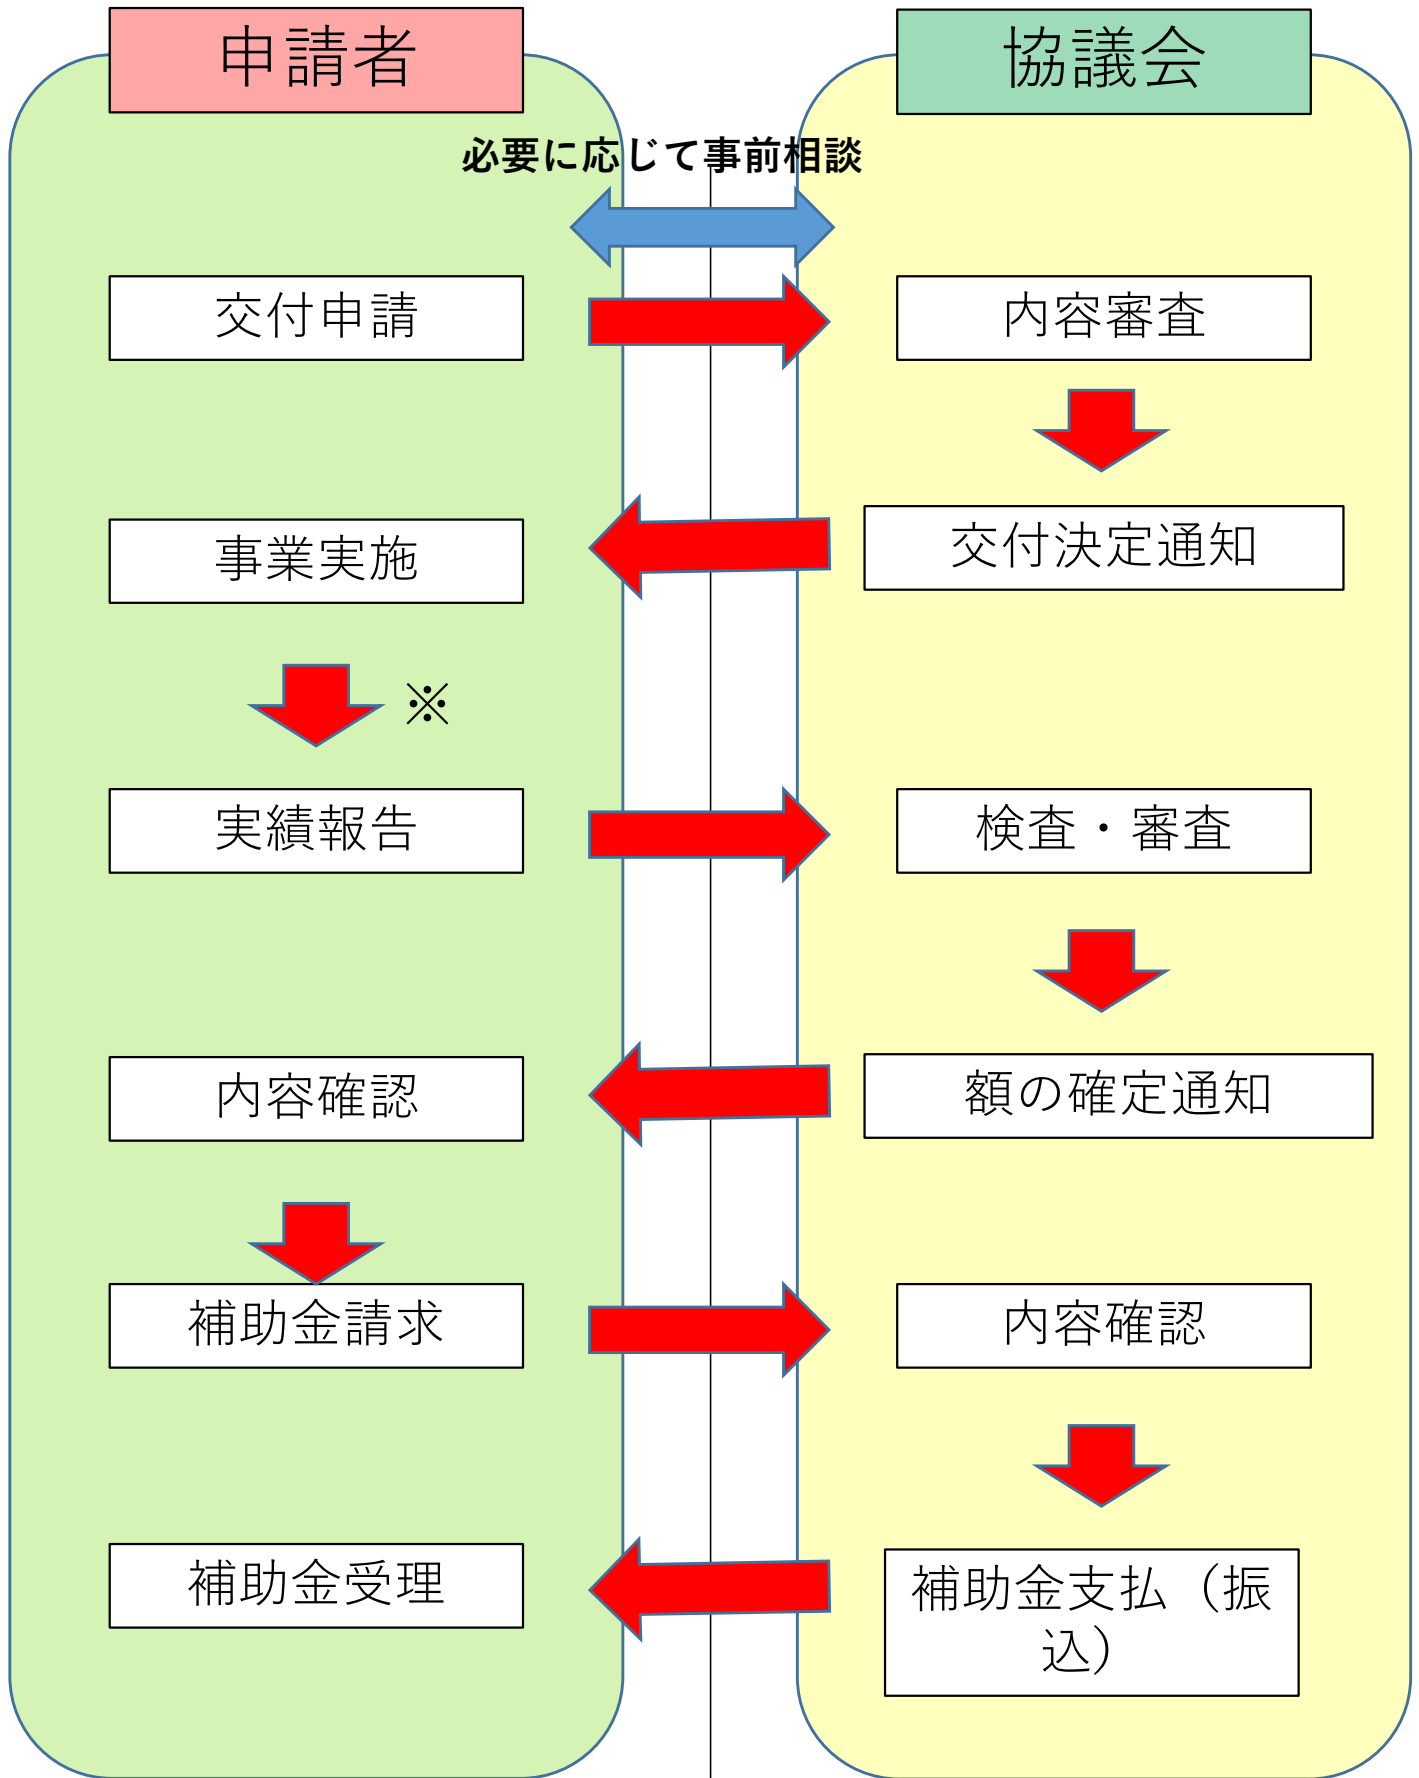 申請者
協議会
必要に応じて事前相談
交付申請
内容審査
事業実施
交付決定通知
※
実績報告
検査・審査
内容確認
額の確定通知
補助金請求
内容確認
補助金受理
補助金支払（振
込）